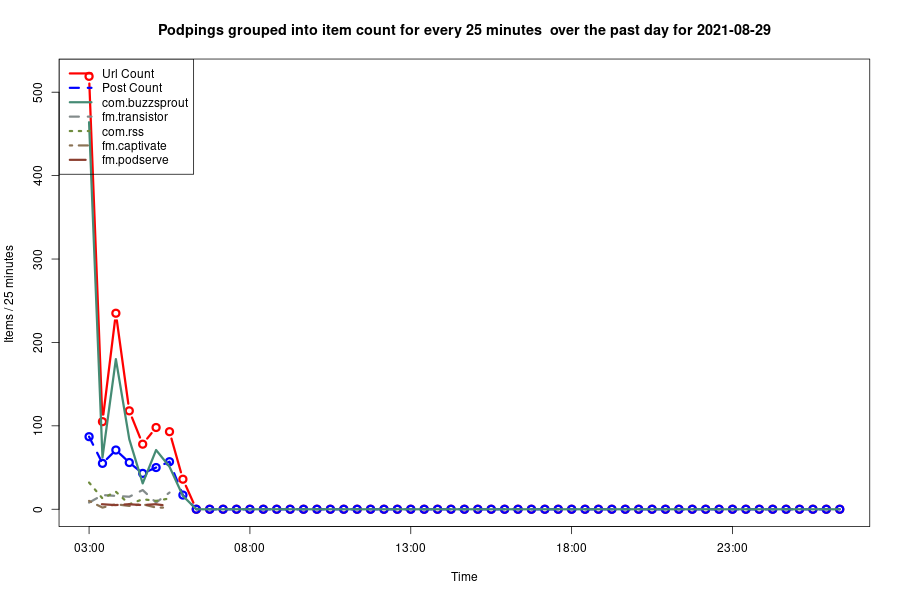 Podpings grouped into item count for every 25 minutes  over the past day for 2021-08-29
Url Count
Post Count
com.buzzsprout
fm.transistor
com.rss
fm.captivate
fm.podserve
Items / 25 minutes
500
400
300
200
100
0
03:00
08:00
13:00
18:00
23:00
Time